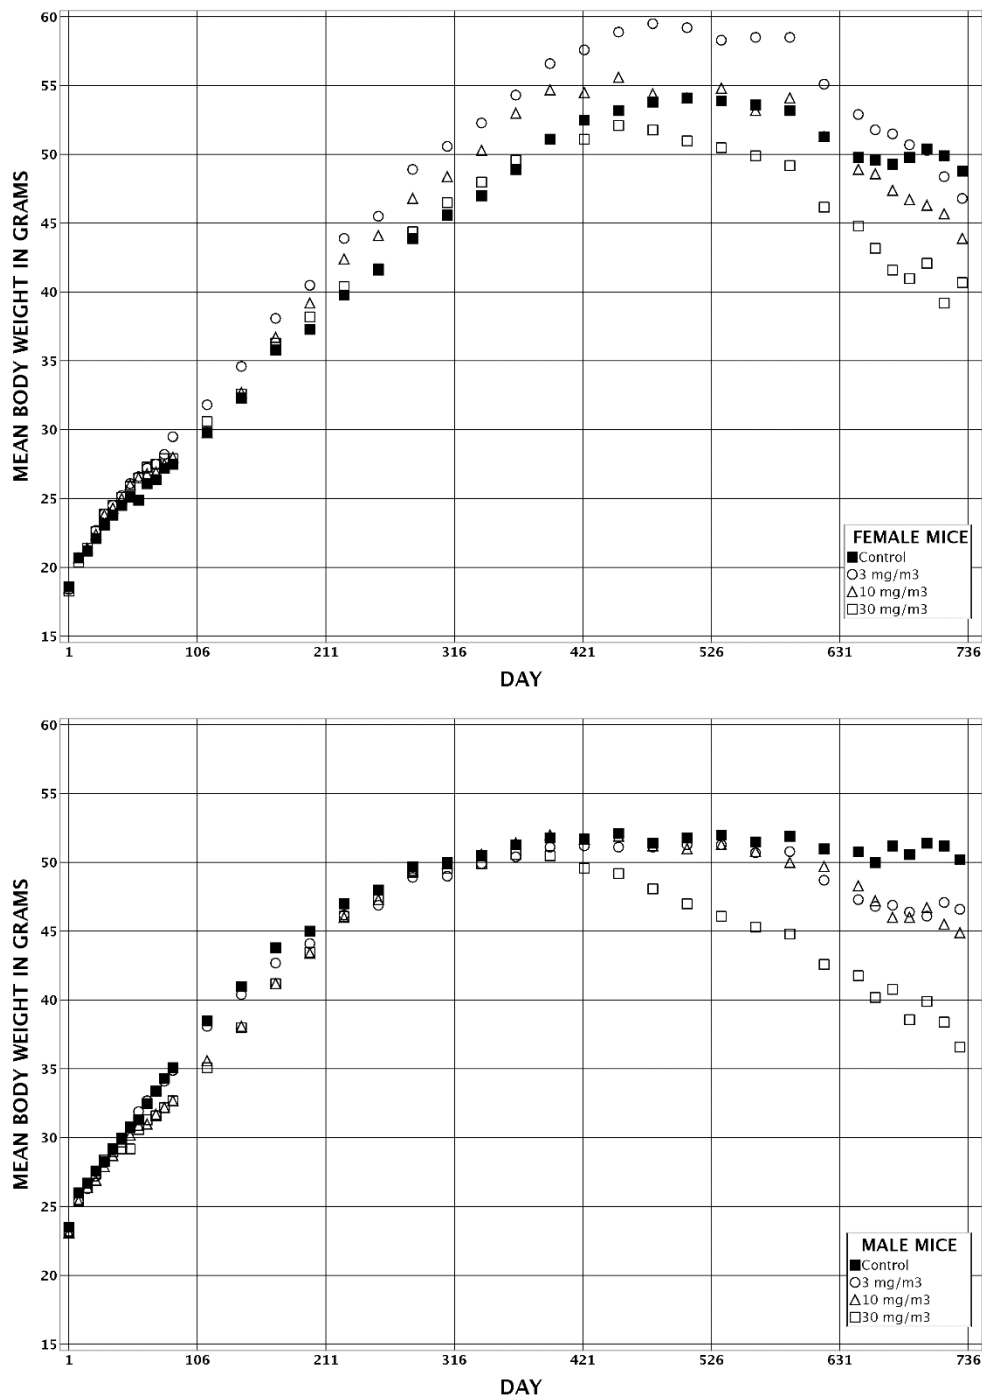 MEAN BODY WEIGHT IN GRAMS
60
55
50
45
40
35
30
25
20
15
FEMALE MICE
Control
3 mg/m3
10 mg/m3
30 mg/m3
1 106 211 316 421 526 631 736
DAY
MEAN BODY WEIGHT IN GRAMS
60
55
50
45
40
35
30
25
20
15
MALE MICE
Control
3 mg/m3
10 mg/m3
30 mg/m3
1 106 211 316 421 526 631 736
DAY